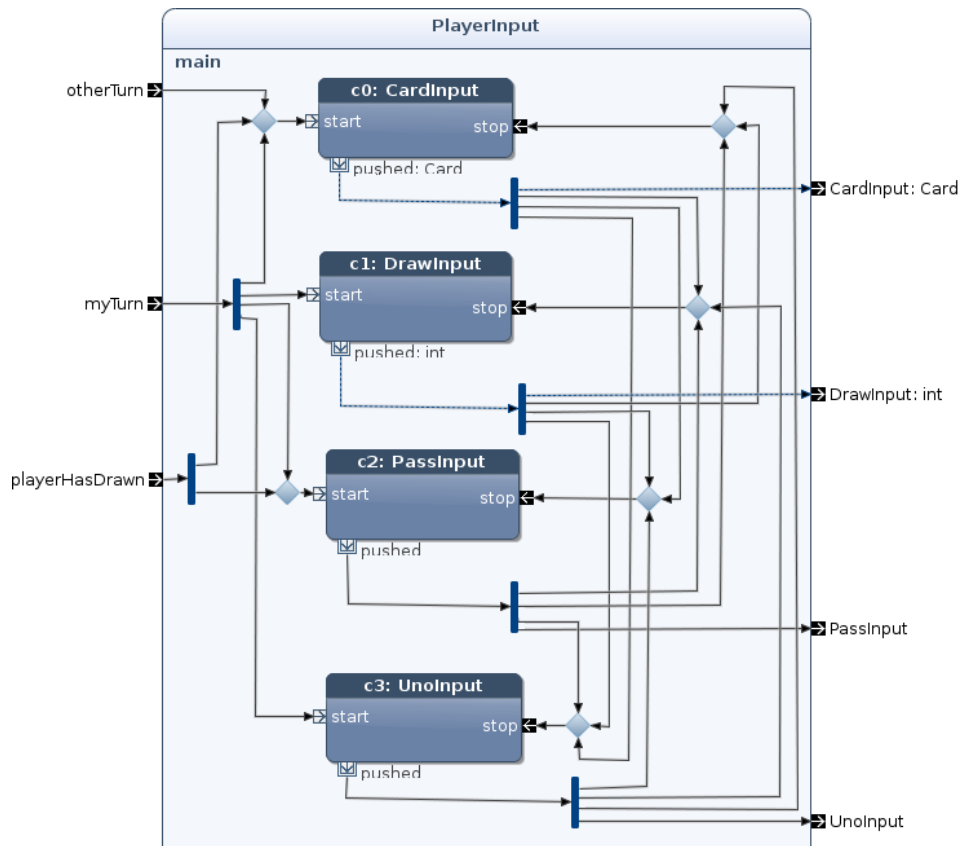 PlayerInput
main
otherTurn
c0: CardInput
start
stop
pushed: Card
CardInput: Card
c1: DrawInput
myTurn
start
stop
pushed: int
DrawInput: int
c2: PassInput
playerHasDrawn
start
stop
pushed
PassInput
c3: UnoInput
start
stop
pushed
UnoInput